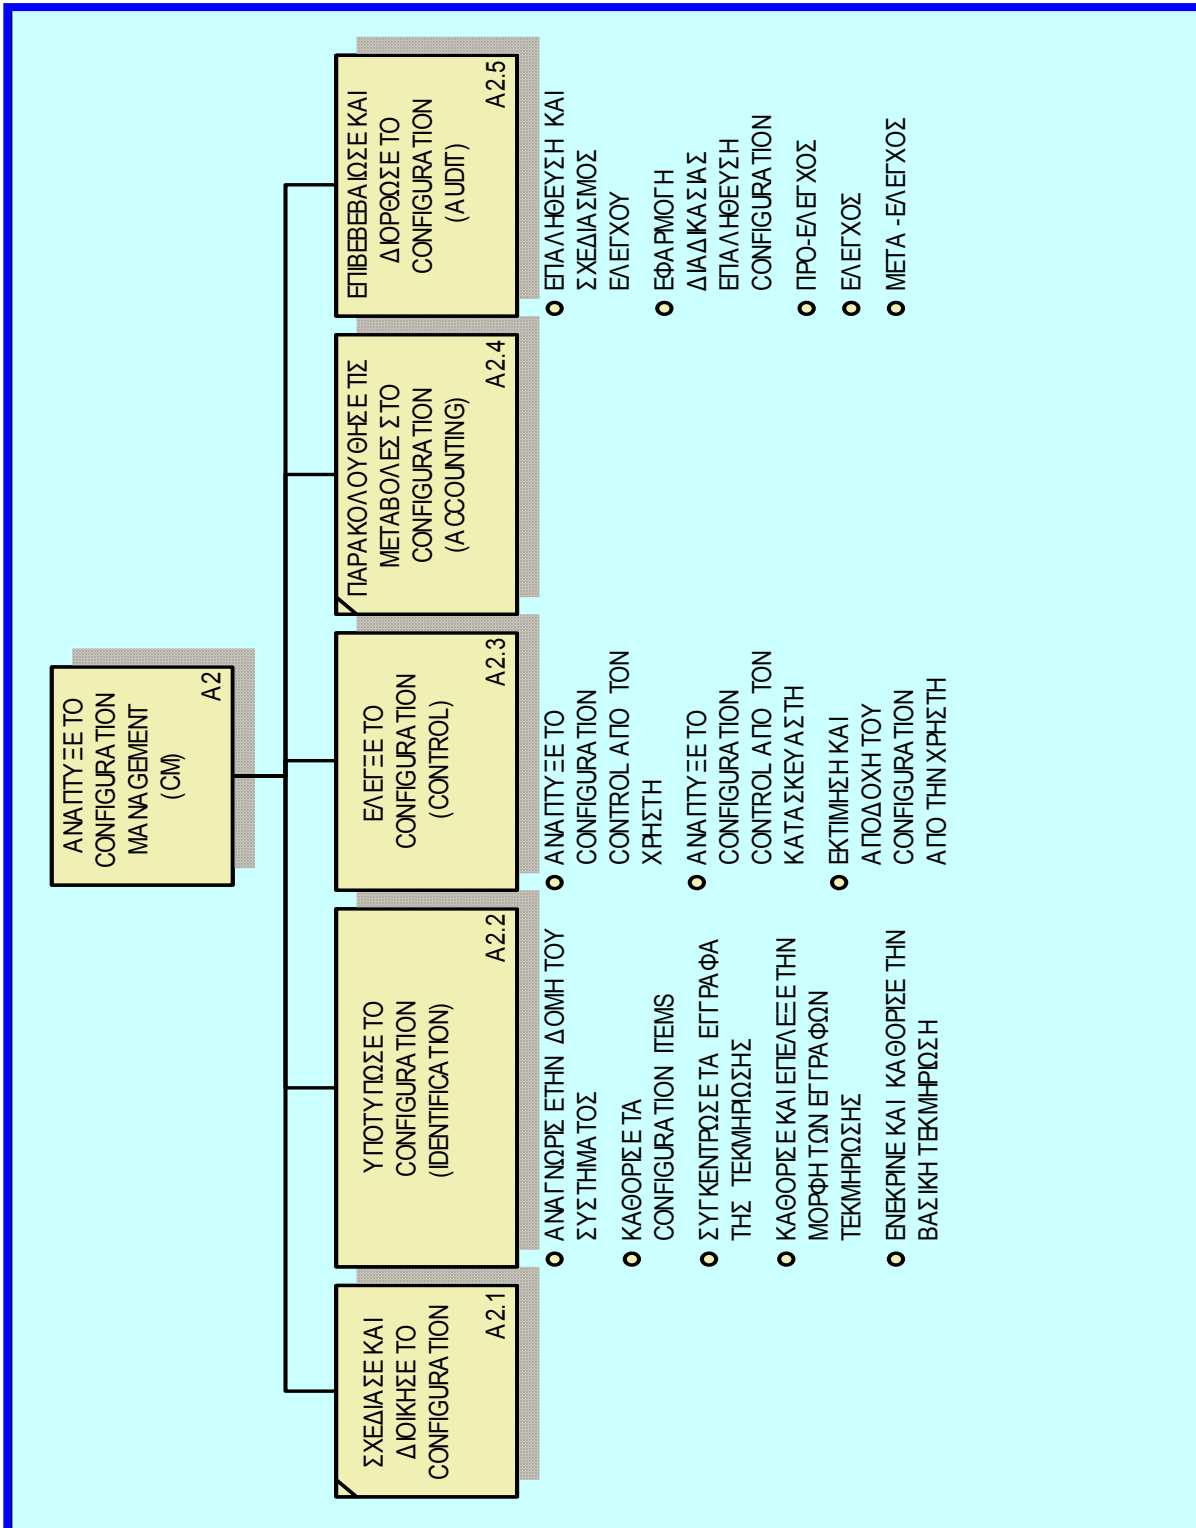 ΑΝΑΠΤΥΞΕ ΤΟ
CONFIGURATION
MANAGEMENT
(CM)
A2
ΣΧΕΔΙΑΣΕ ΚΑΙ
ΔΙΟΙΚΗΣΕ ΤΟ
CONFIGURATION
A2.1
ΥΠΟΤΥΠΩΣΕ ΤΟ
CONFIGURATION
(IDENTIFICATION)
A2.2
ΑΝΑΓΝΩΡΙΣΕ ΤΗΝ ΔΟΜΗ ΤΟΥ
ΣΥΣΤΗΜΑΤΟΣ
ΚΑΘΟΡΙΣΕ ΤΑ
CONFIGURATION ITEMS
ΣΥΓΚΕΝΤΡΩΣΕ ΤΑ ΕΓΓΡΑΦΑ
ΤΗΣ ΤΕΚΜΗΡΙΩΣΗΣ
ΚΑΘΟΡΙΣΕ ΚΑΙ ΕΠΕΛΕΞΕ ΤΗΝ
ΜΟΡΦΗ ΤΩΝ ΕΓΓΡΑΦΩΝ
ΤΕΚΜΗΡΙΩΣΗΣ
ΕΝΕΚΡΙΝΕ ΚΑΙ ΚΑΘΟΡΙΣΕ ΤΗΝ
ΒΑΣΙΚΗ ΤΕΚΜΗΡΙΩΣΗ
ΕΛΕΓΞΕ ΤΟ
CONFIGURATION
(CONTROL)
A2.3
ΑΝΑΠΤΥΞΕ ΤΟ
CONFIGURATION
CONTROL ΑΠΟ ΤΟΝ
ΧΡΗΣΤΗ
ΑΝΑΠΤΥΞΕ ΤΟ
CONFIGURATION
CONTROL ΑΠΟ ΤΟΝ
ΚΑΤΑΣΚΕΥΑΣΤΗ
ΕΚΤΙΜΗΣΗ ΚΑΙ
ΑΠΟΔΟΧΗ ΤΟΥ
CONFIGURATION
ΑΠΟ ΤΗΝ ΧΡΗΣΤΗ
ΠΑΡΑΚΟΛΟΥΘΗΣΕ ΤΙΣ
ΜΕΤΑΒΟΛΕΣ ΣΤΟ
CONFIGURATION
(ACCOUNTING)
A2.4
ΕΠΙΒΕΒΕΒΑΙΩΣΕ ΚΑΙ
ΔΙΟΡΘΩΣΕ ΤΟ
CONFIGURATION
(AUDIT)
A2.5
ΕΠΑΛΗΘΕΥΣΗ ΚΑΙ
ΣΧΕΔΙΑΣΜΟΣ
ΕΛΕΓΧΟΥ
ΕΦΑΡΜΟΓΗ
ΔΙΑΔΙΚΑΣΙΑΣ
ΕΠΑΛΗΘΕΥΣΗ
CONFIGURATION
ΠΡΟ-ΕΛΕΓΧΟΣ
ΕΛΕΓΧΟΣ
ΜΕΤΑ -ΕΛΕΓΧΟΣ